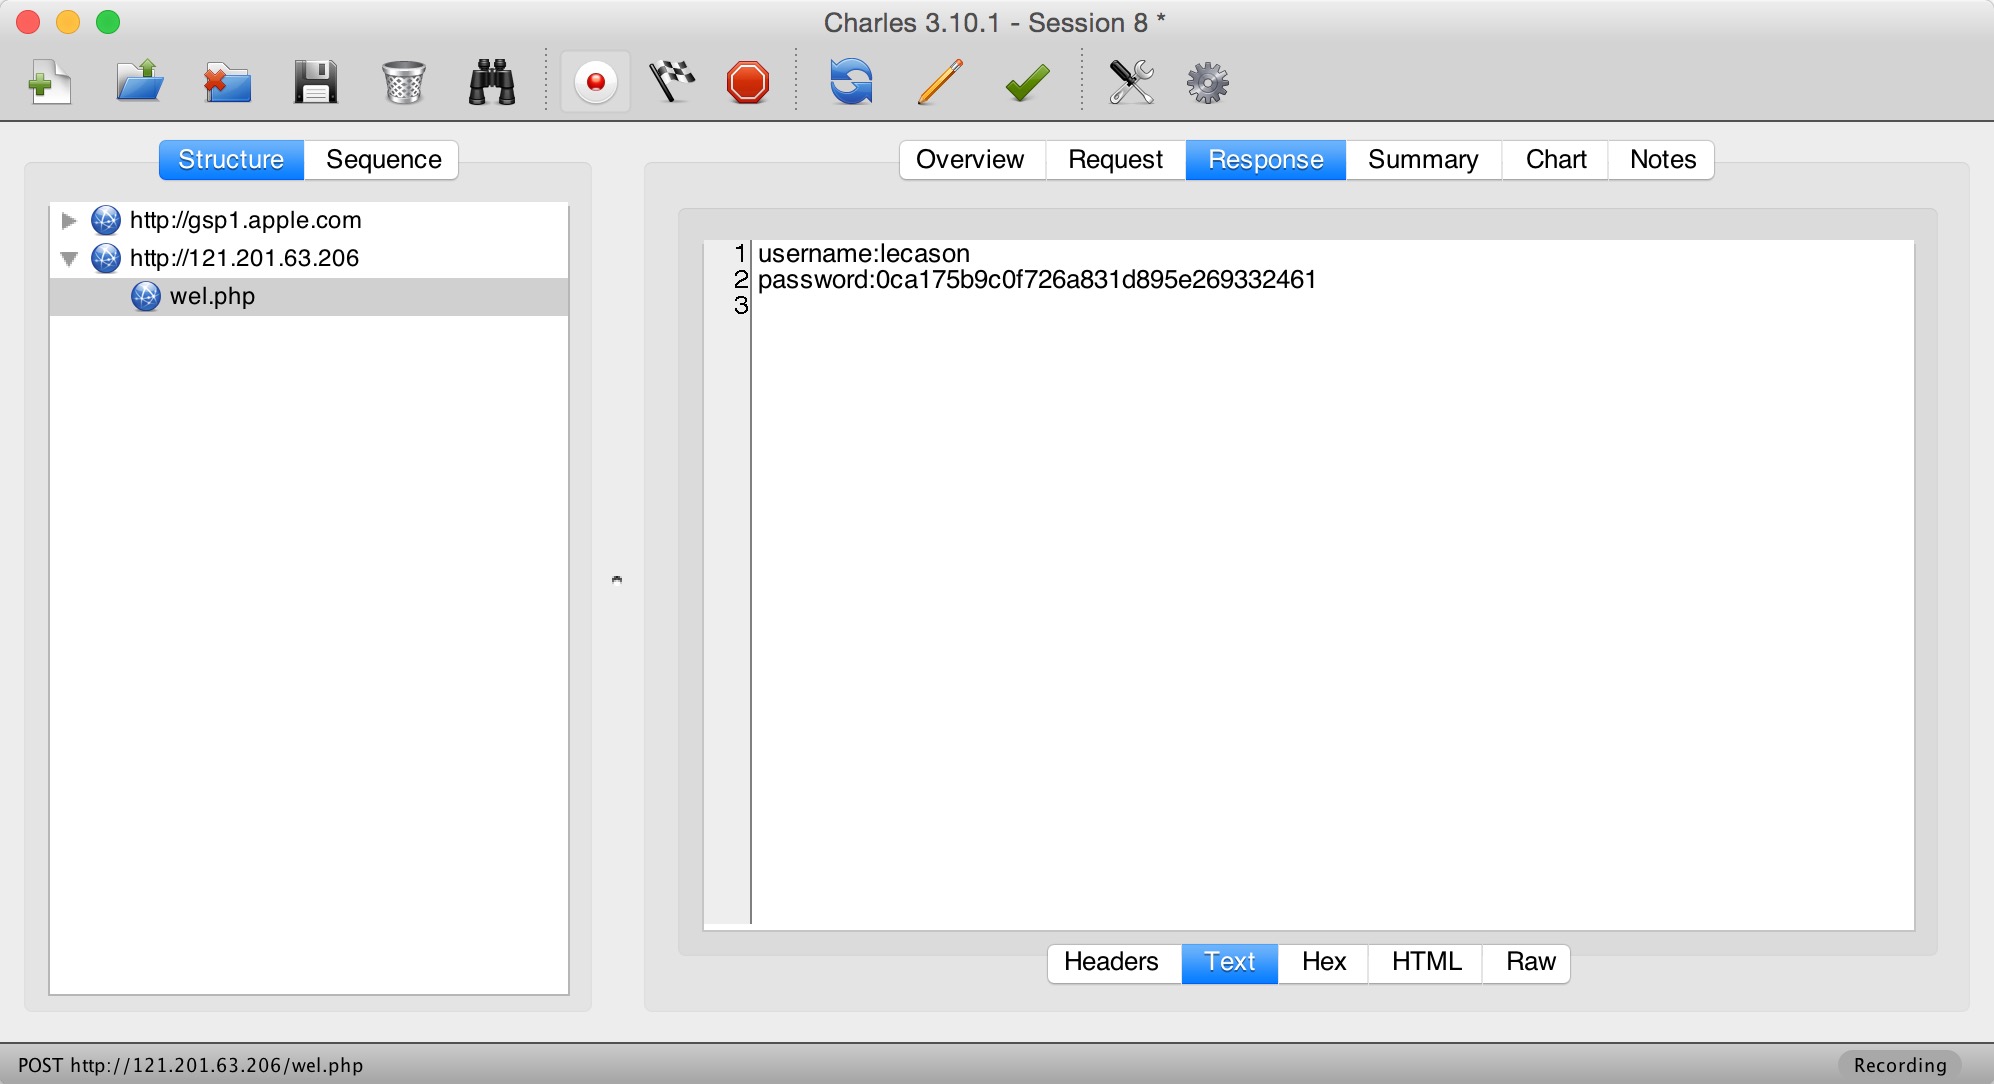 Charles 3.10.1 - Session 8 *
Structure
Sequence
http://gsp1.apple.com
http://121.201.63.206
wel.php
Overview
Request
Response
Summary
Chart
Notes
1 username:lecason
2 password:0ca175b9c0f726a831d895e269332461
3
Headers
Text
Hex
HTML
Raw
POST http://121.201.63.206/wel.php
Recording